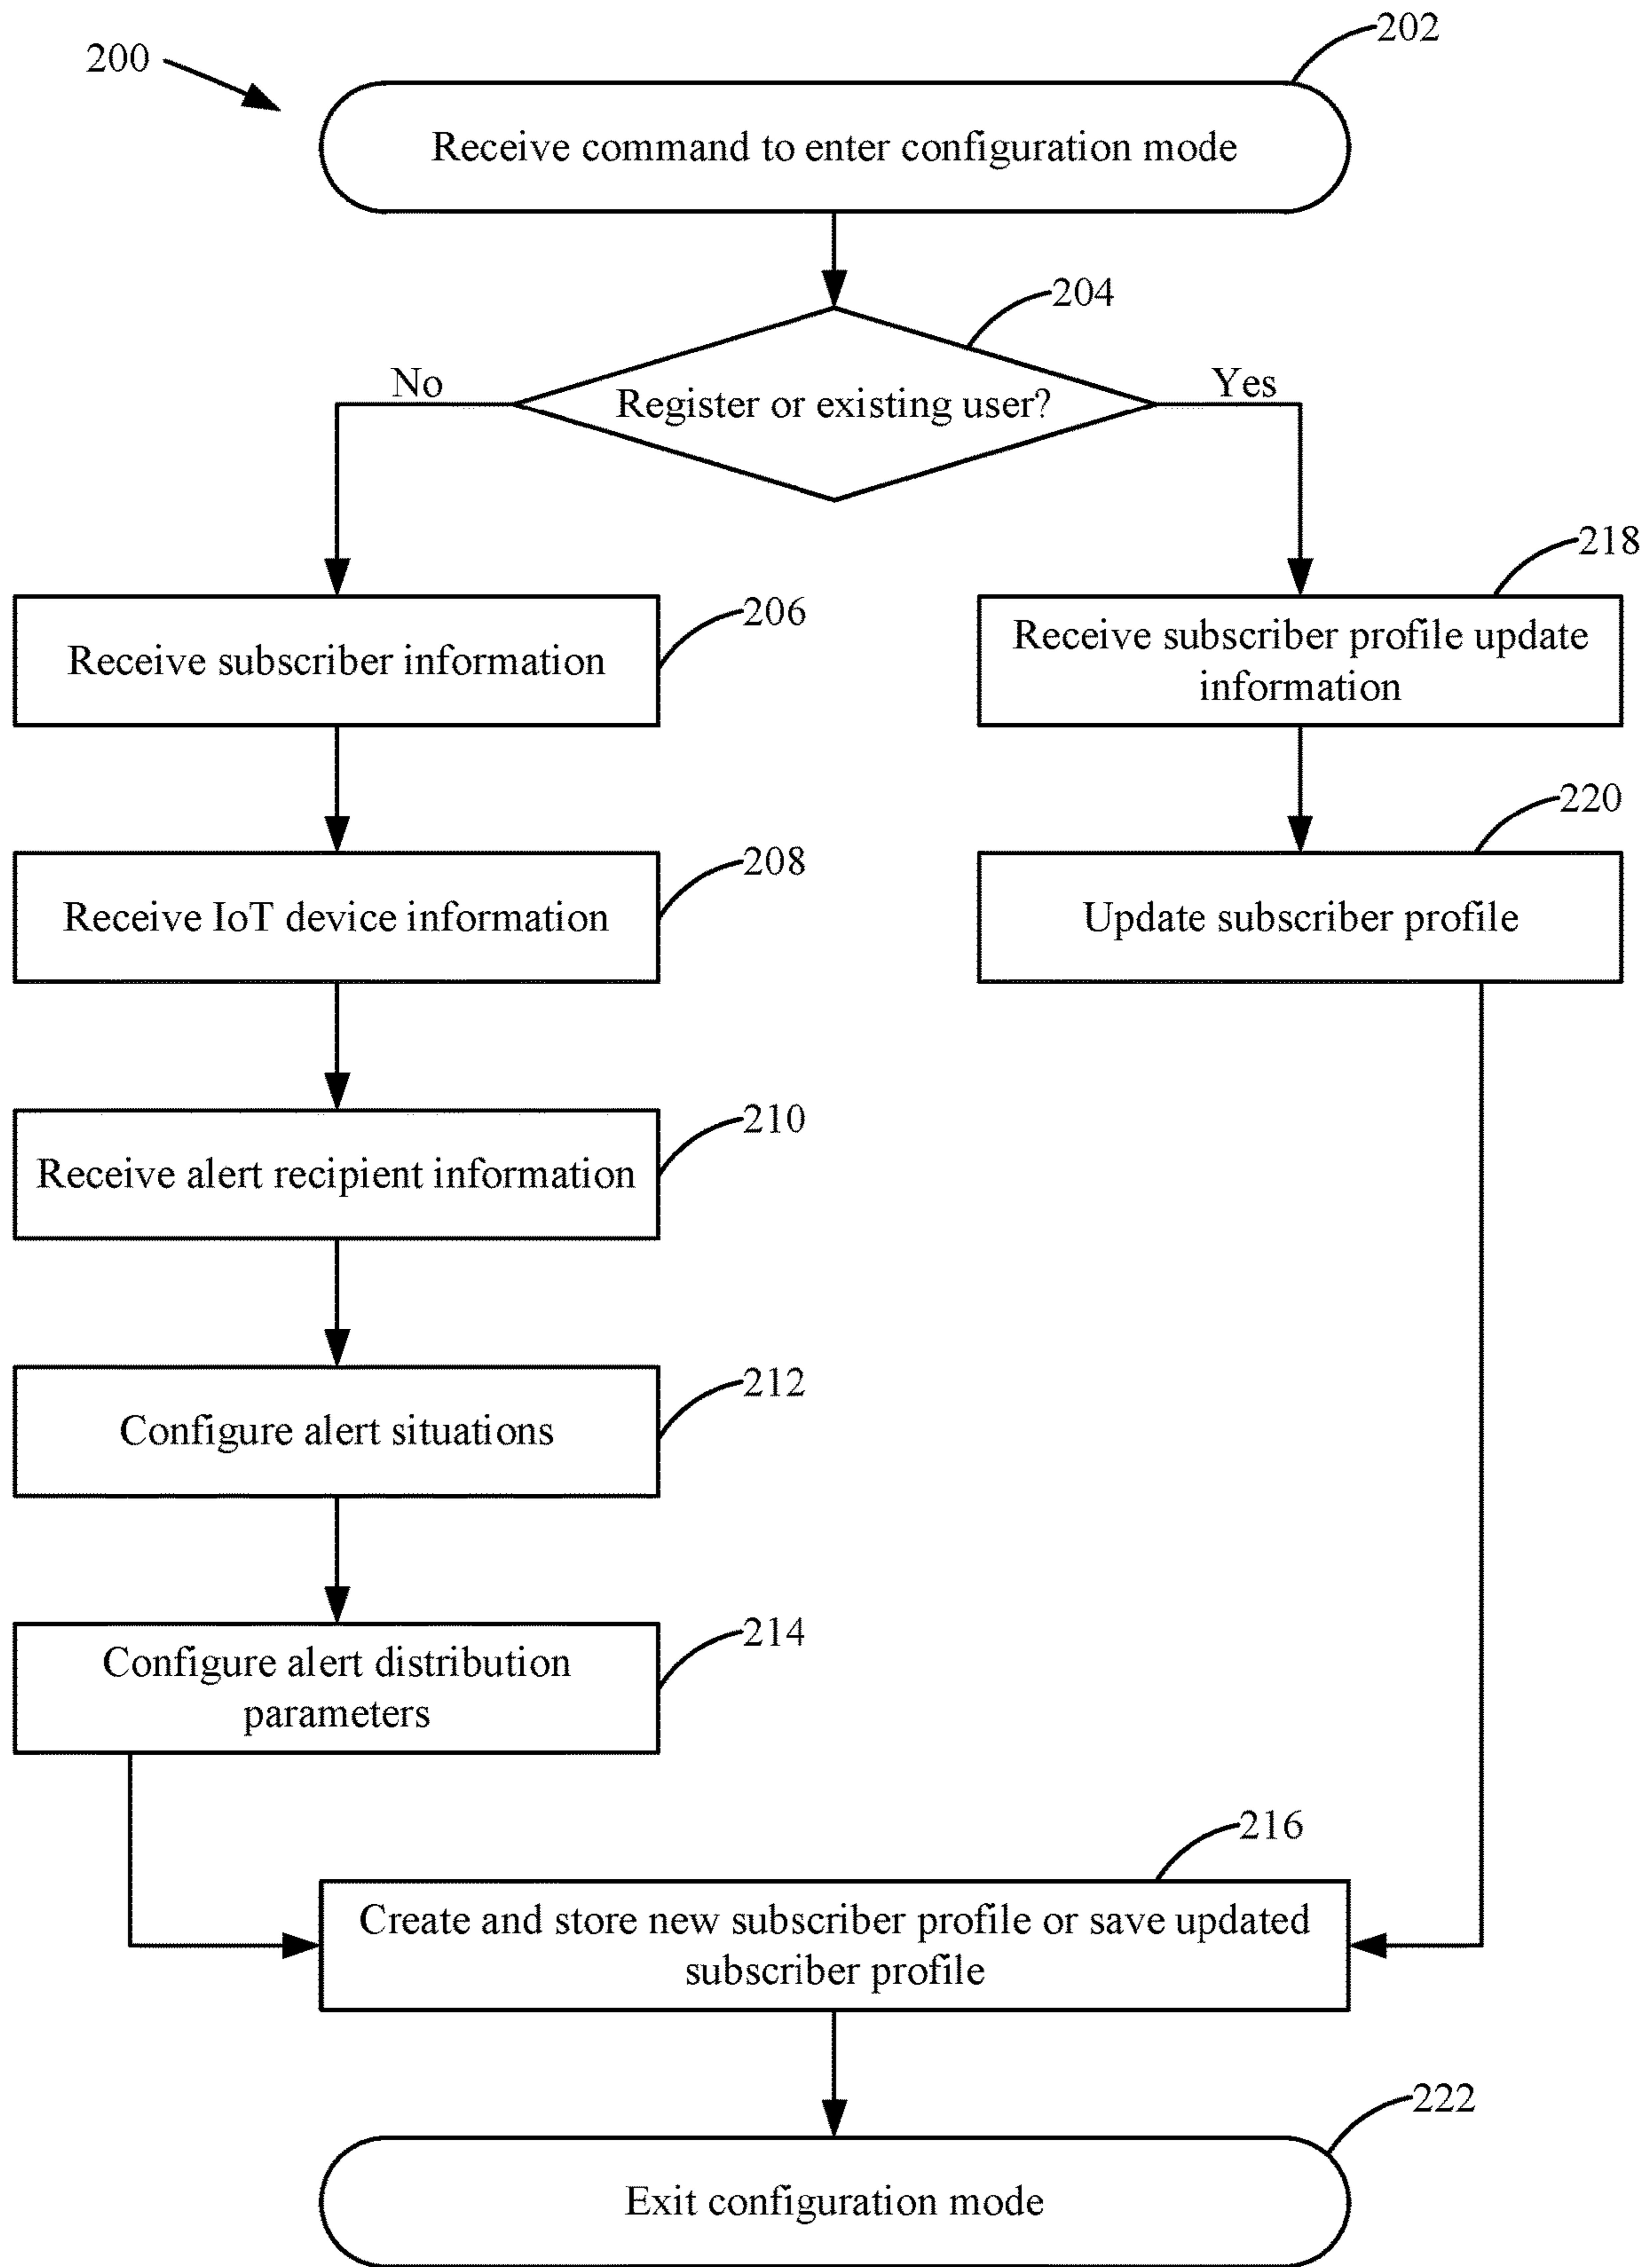 202
200
Receive command to enter configuration mode
204
No
Yes
Register or existing user?
218
206
Receive subscriber information
Receive subscriber profile update
information
220
208
Receive IoT device information
Update subscriber profile
210
Receive alert recipient information
212
Configure alert situations
214
Configure alert distribution
parameters
216
Create and store new subscriber profile or save updated
subscriber profile
222
Exit configuration mode